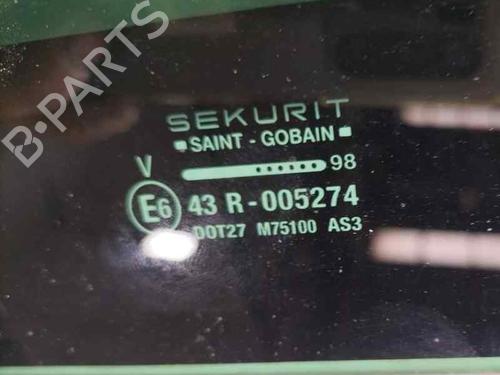 B-PARTS
SEKURIT
SAINT - GOBAIN
V
98
E6 43 R-005274
DOT27 M75100 AS3